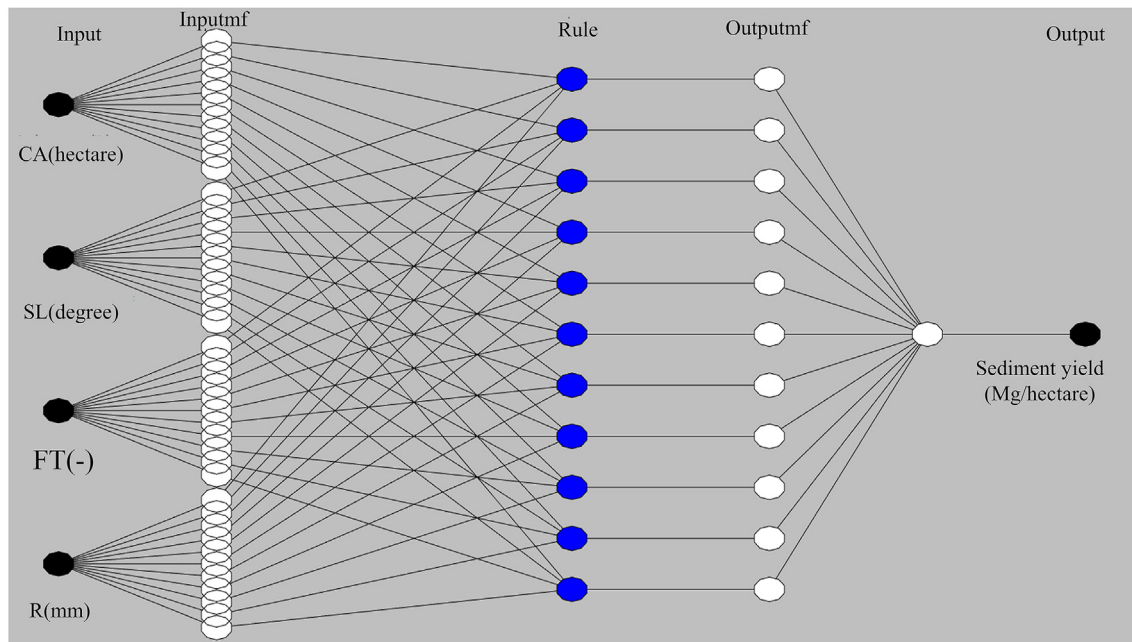 Input
Inputmf
Rule
Outputmf
Output
CA(hectare)
SL(degree)
FT(-)
R(mm)
Sediment yield
(Mg/hectare)